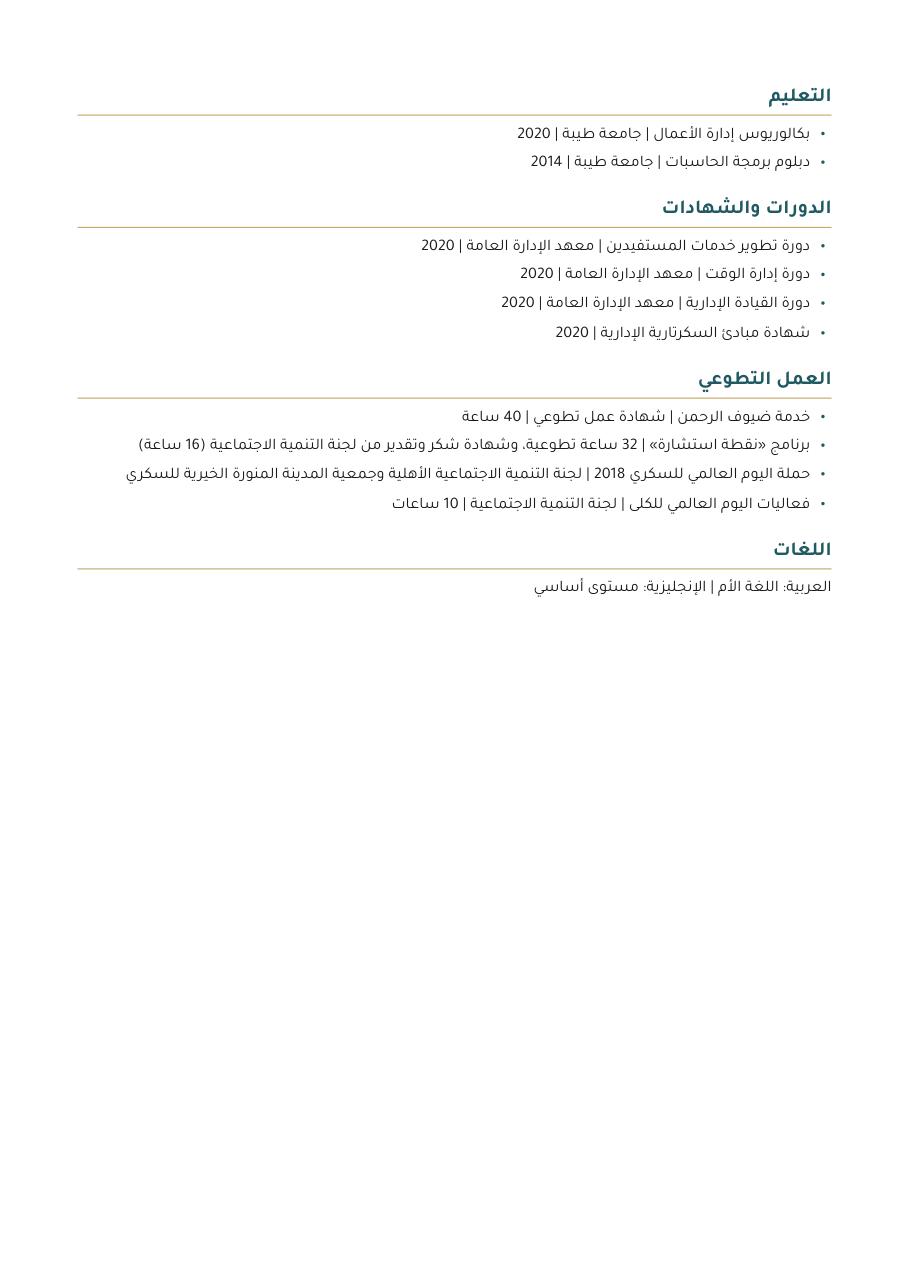 التعليم
• بكالوريوس إدارة الأعمال | جامعة طيبة | 2020
• دبلوم برمجة الحاسبات | جامعة طيبة | 2014
الدورات والشهادات
• دورة تطوير خدمات المستفيدين | معهد الإدارة العامة | 2020
• دورة إدارة الوقت | معهد الإدارة العامة | 2020
• دورة القيادة الإدارية | معهد الإدارة العامة | 2020
• شهادة مبادئ السكرتارية الإدارية | 2020
العمل التطوعي
• خدمة ضيوف الرحمن | شهادة عمل تطوعي | 40 ساعة
• برنامج «نقطة استشارة» | 32 ساعة تطوعية، وشهادة شكر وتقدير من لجنة التنمية الاجتماعية (16 ساعة)
• حملة اليوم العالمي للسكري 2018 | لجنة التنمية الاجتماعية الأهلية وجمعية المدينة المنورة الخيرية للسكري
• فعاليات اليوم العالمي للكلى | لجنة التنمية الاجتماعية | 10 ساعات
اللغات
العربية: اللغة الأم | الإنجليزية: مستوى أساسي